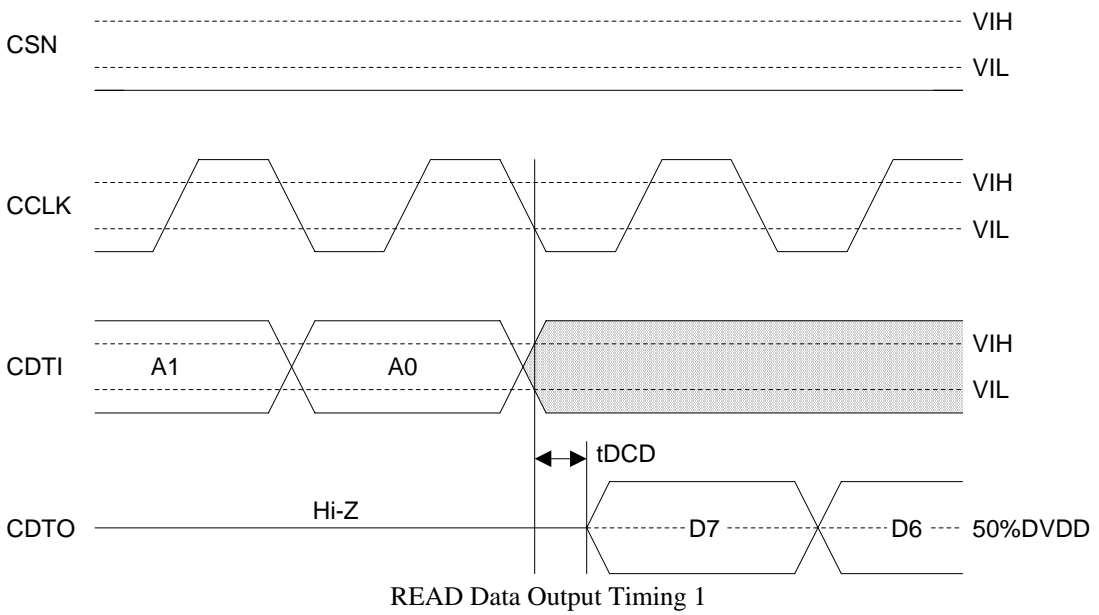 CSN
VIH
VIL
CCLK
VIH
VIL
CDTI
A1
A0
VIH
VIL
tDCD
CDTO
Hi-Z
D7
D6
50%DVDD
READ Data Output Timing 1